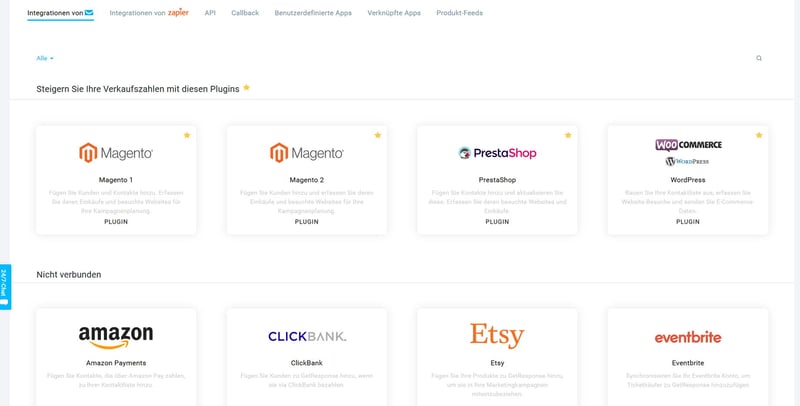 Integrationen von
Integrationen von zapier
API
Callback
Benutzerdefinierte Apps
Verknüpfte Apps
Produkt-Feeds
Alle
Steigern Sie Ihre Verkaufszahlen mit diesen Plugins
Magento
Magento 1
Fügen Sie Kunden und Kontakte hinzu. Erfassen
Sie deren Einkäufe und besuchte Websites für
Ihre Kampagnenplanung.
PLUGIN
Magento
Magento 2
Fügen Sie Kunden hinzu und erfassen Sie deren
Einkäufe und besuchte Websites für Ihre
Kampagnenplanung.
PLUGIN
PrestaShop
PrestaShop
Fügen Sie Kontakte hinzu und aktualisieren Sie
diese. Erfassen Sie deren besuchte Websites und
Einkäufe.
PLUGIN
WOO COMMERCE
WORDPRESS
WordPress
Bauen Sie Ihre Kontaktliste aus, erfassen Sie
Website Besuche und senden Sie E-Commerce-
Daten.
PLUGIN
24/7-Chat
Nicht verbunden
amazon
Amazon Payments
Fügen Sie Kontakte, die über Amazon Pay zahlen,
zu Ihrer Kontaktliste hinzu
CLICKBANK
ClickBank
Fügen Sie Kunden zu GetResponse hinzu, wenn
sie via ClickBank bezahlen
Etsy
Etsy
Fügen Sie Ihre Produkte zu GetResponse hinzu,
um sie in Ihre Marketingkampagnen
miteinzubeziehen
eventbrite
Eventbrite
Synchronisieren Sie Ihr Eventbrite Konto, um
Ticketkäufer zu GetResponse hinzuzufügen